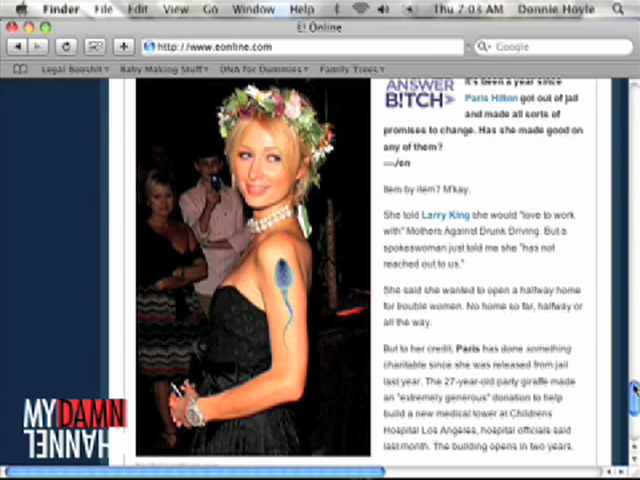 Finder File Edit View Go Window Help Thu 7:03 AM Donnie Hoyle
E! Online
http://www.eonline.com
Google
Legal Booshit Baby Making Stuff DNA for Dummies Family Trees
ANSWER
B!TCH
It's been a year since
Paris Hilton got out of jail
and made all sorts of
promises to change. Has she made good
on any of them?
—Jen
Item by item? M'kay.
She told Larry King she would "love to work
with" Mothers Against Drunk Driving. But a
spokeswoman just told me she "has not
reached out to us."
She said she wanted to open a halfway home
for trouble women. No home so far, halfway or
all the way.
But to her credit, Paris has done something
charitable since she was released from jail
last year. The 27-year-old party giraffe made
an "extremely generous" donation to help
build a new medical tower at Childrens
Hospital Los Angeles, hospital officials said
last month. The building opens in two years.
MY DAMN
CHANNEL